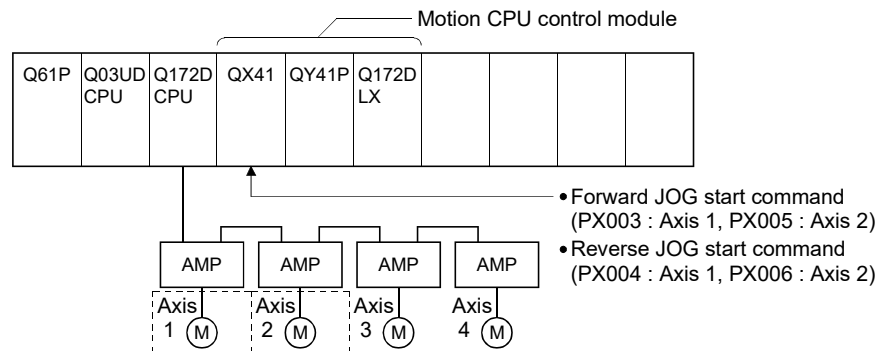 Motion CPU control module
Q61P
Q03UD
CPU
Q172D
CPU
QX41
QY41P
Q172D
LX
• Forward JOG start command
(PX003 : Axis 1, PX005 : Axis 2)
• Reverse JOG start command
(PX004 : Axis 1, PX006 : Axis 2)
AMP
AMP
AMP
AMP
Axis
1
M
Axis
2
M
Axis
3
M
Axis
4
M